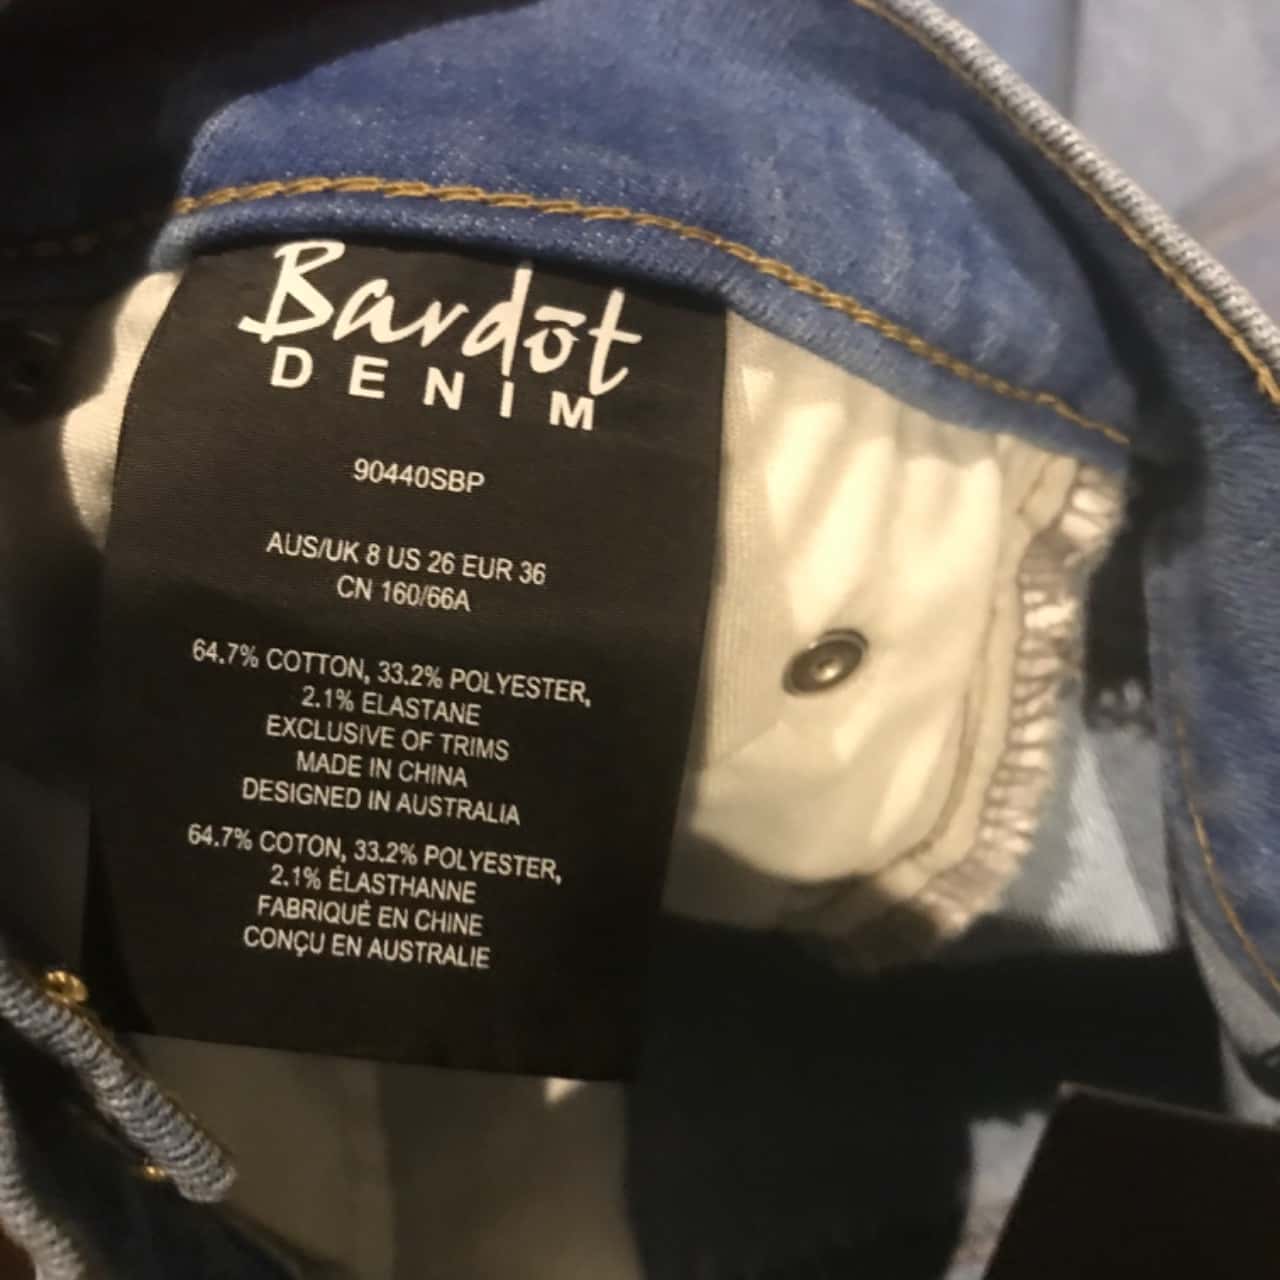 Bardōt
DENIM
90440SBP
AUS/UK 8 US 26 EUR 36
CN 160/66A
64.7% COTTON, 33.2% POLYESTER,
2.1% ELASTANE
EXCLUSIVE OF TRIMS
MADE IN CHINA
DESIGNED IN AUSTRALIA
64.7% COTON, 33.2% POLYESTER,
2.1% ÉLASTHANNE
FABRIQUÉ EN CHINE
CONÇU EN AUSTRALIE